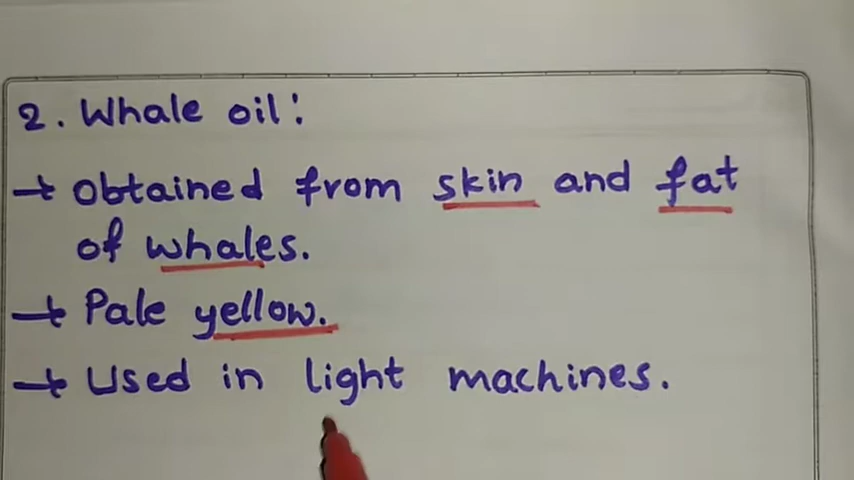 2. Whale oil:
→ obtained from skin and fat
of whales.
→ Pale yellow.
→ Used in light machines.